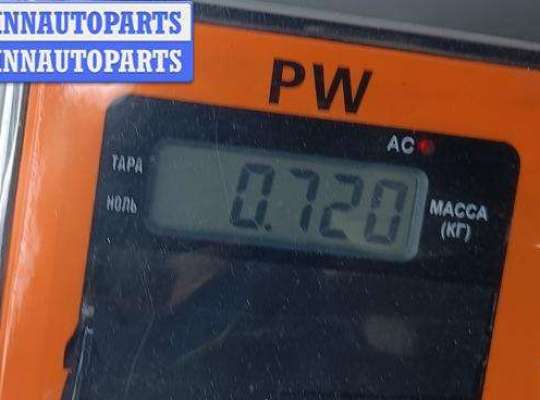 INNAUTOPARTS
INNAUTOPARTS
PW
AC
ТАРА
0.720
НОЛЬ
МАССА
(КГ)